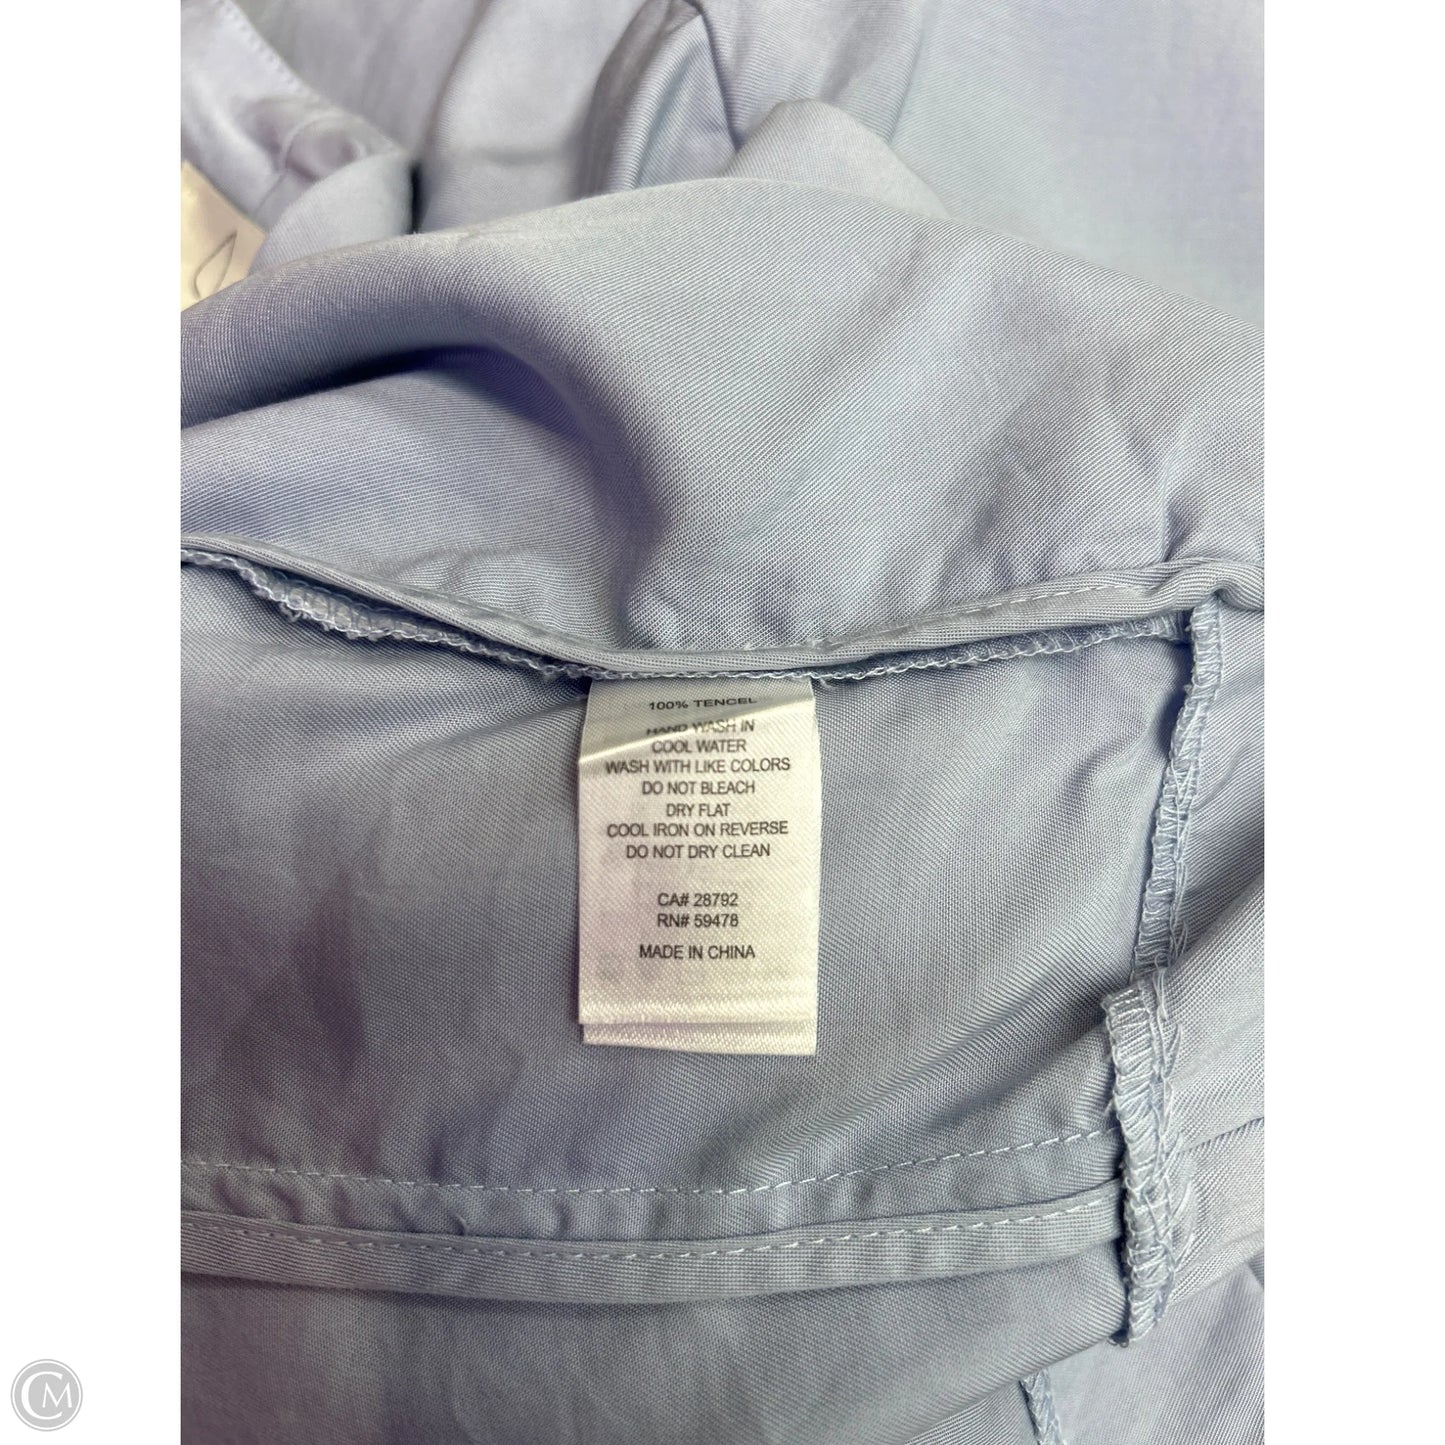 100% TENCEL
HAND WASH IN
COOL WATER
WASH WITH LIKE COLORS
DO NOT BLEACH
DRY FLAT
COOL IRON ON REVERSE
DO NOT DRY CLEAN
CA# 28792
RN# 59478
MADE IN CHINA
CM